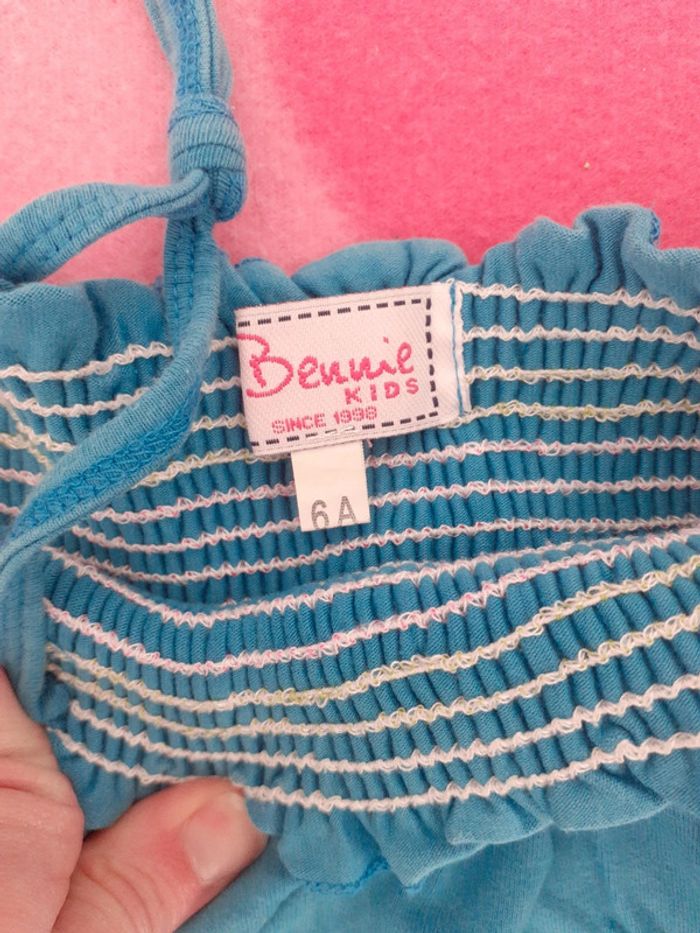 Bennie
KIDS
SINCE 1998
6A